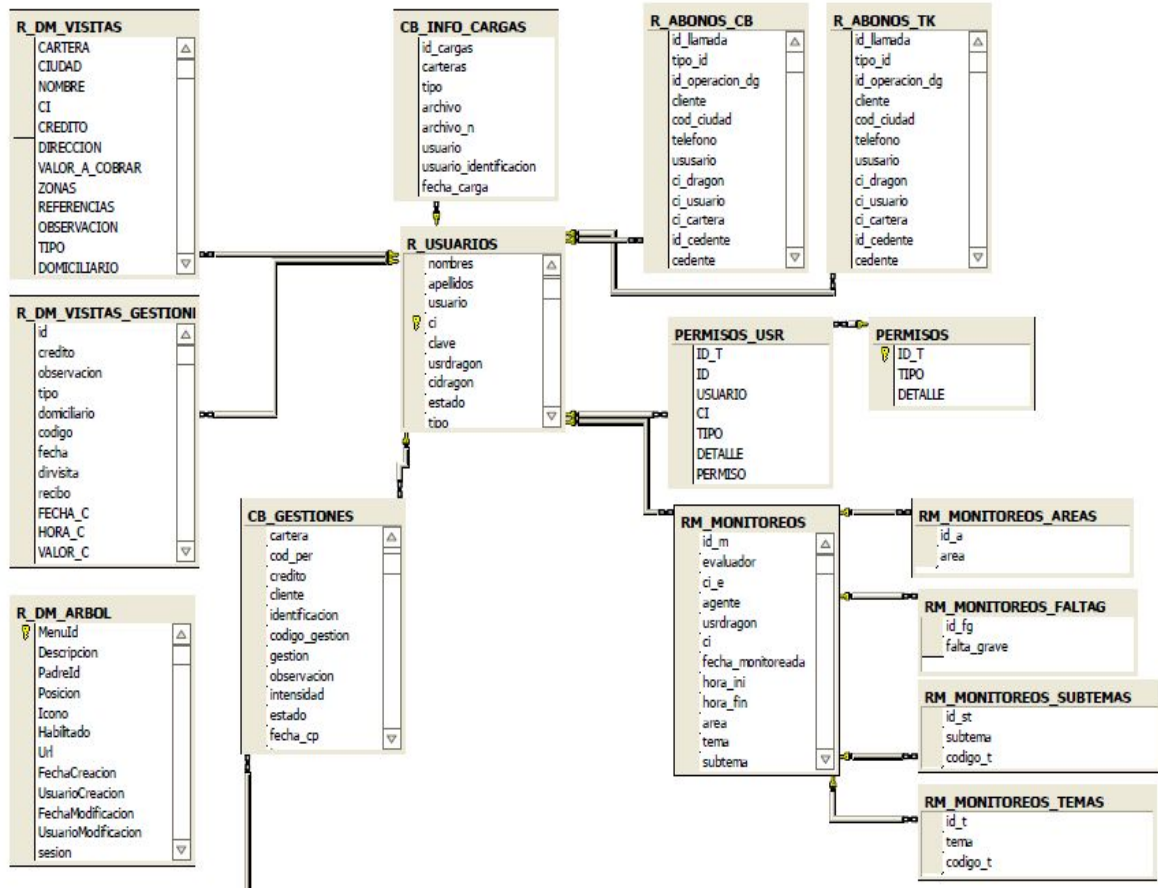 R_DM_VISITAS
CARTERA
CIUDAD
NOMBRE
CI
CREDITO
DIRECCION
VALOR_A_COBRAR
ZONAS
REFERENCIAS
OBSERVACION
TIPO
DOMICILIARIO
CB_INFO_CARGAS
id_cargas
carteras
tipo
archivo
archivo_n
usuario
usuario_identificacion
fecha_carga
R_ABONOS_CB
id_llamada
tipo_id
id_operacion_dg
cliente
cod_ciudad
telefono
ususario
ci_dragon
ci_usuario
ci_cartera
id_cedente
cedente
R_ABONOS_TK
id_llamada
tipo_id
id_operacion_dg
cliente
cod_ciudad
telefono
ususario
ci_dragon
ci_usuario
ci_cartera
id_cedente
cedente
R_USUARIOS
nombres
apellidos
usuario
ci
clave
usrdragon
cidragon
estado
tipo
R_DM_VISITAS_GESTIONI
id
credito
observacion
tipo
domiciliario
codigo
fecha
dirvisita
recibo
FECHA_C
HORA_C
VALOR_C
PERMISOS_USR
ID_T
ID
USUARIO
CI
TIPO
DETALLE
PERMISO
PERMISOS
ID_T
TIPO
DETALLE
CB_GESTIONES
cartera
cod_per
credito
cliente
identificacion
codigo_gestion
gestion
observacion
intensidad
estado
fecha_cp
RM_MONITOREOS
id_m
evaluador
ci_e
agente
usrdragon
ci
fecha_monitoreada
hora_ini
hora_fin
area
tema
subtema
RM_MONITOREOS_AREAS
id_a
area
RM_MONITOREOS_FALTAG
id_fg
falta_grave
RM_MONITOREOS_SUBTEMAS
id_st
subtema
codigo_t
RM_MONITOREOS_TEMAS
id_t
tema
codigo_t
R_DM_ARBOL
MenuId
Descripcion
PadreId
Posicion
Icono
Habilitado
Url
FechaCreacion
UsuarioCreacion
FechaModificacion
UsuarioModificacion
sesion